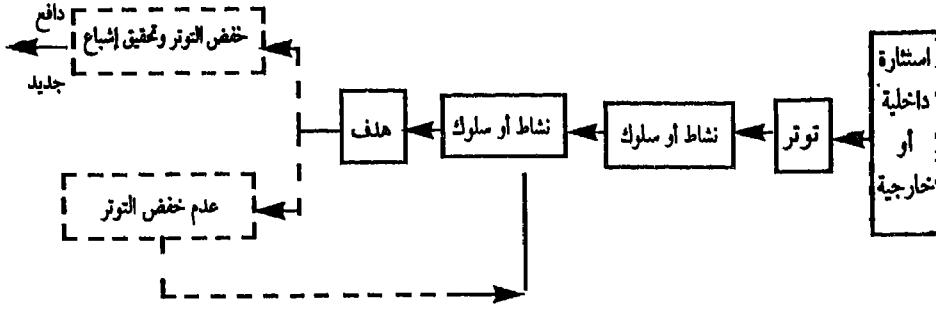 استثارة
داخلية
أو
خارجية
توتر
نشاط أو سلوك
نشاط أو سلوك
هدف
خفض التوتر وتحقيق إشباع
دافع
جديد
عدم خفض التوتر